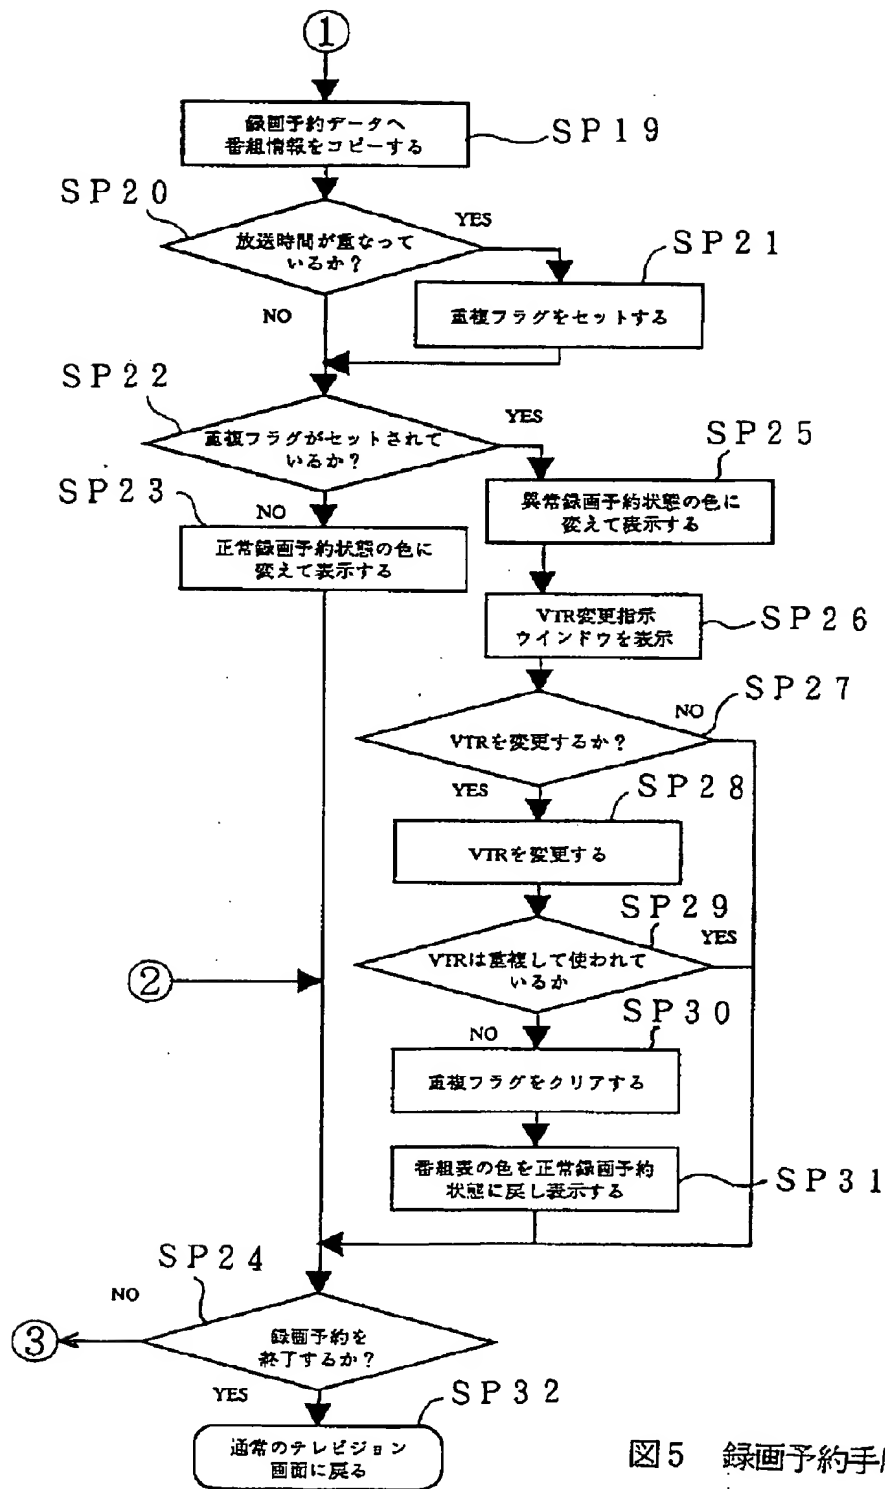 ①
録画予約データへ
番組情報をコピーする
SP19
SP20
YES
放送時間が重なって
いるか？
SP21
NO
重複フラグをセットする
SP22
YES
重複フラグがセットされて
いるか？
SP25
SP23
NO
異常録画予約状態の色に
変えて表示する
正常録画予約状態の色に
変えて表示する
VTR変更指示
ウインドウを表示
SP26
SP27
NO
VTRを変更するか？
YES
SP28
VTRを変更する
SP29
YES
VTRは重複して使われて
いるか
②
SP30
NO
重複フラグをクリアする
番組表の色を正常録画予約
状態に戻し表示する
SP31
SP24
NO
③
録画予約を
終了するか？
YES
SP32
通常のテレビジョン
画面に戻る
図5 録画予約手